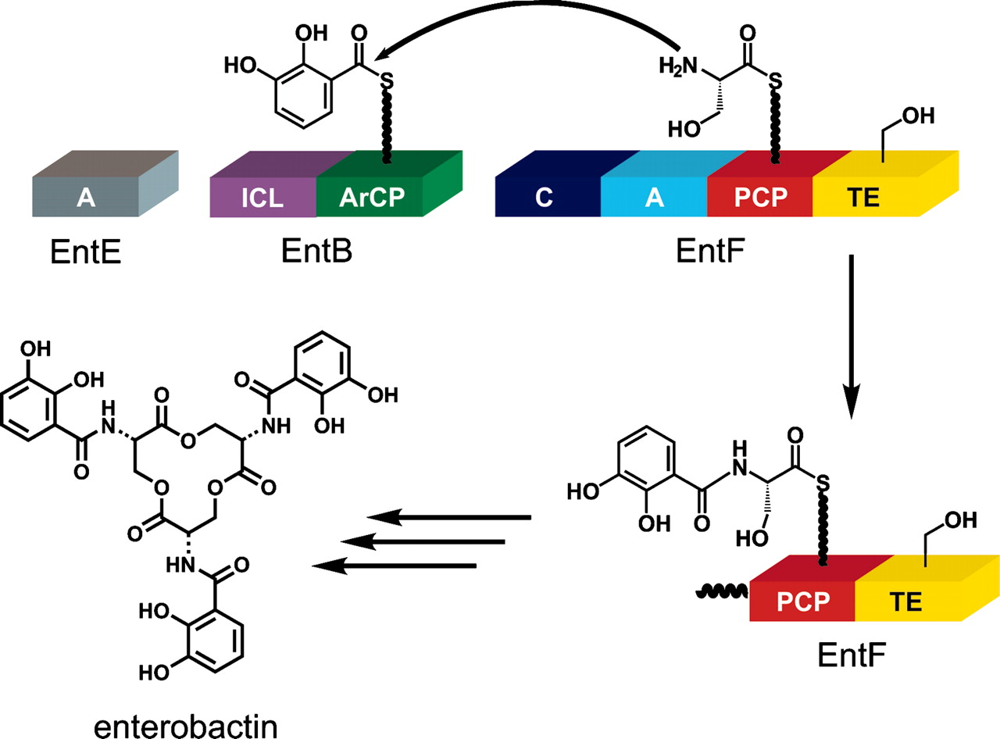 OH
O
HO
S
O
H2N
S
HO
OH
A
ICL
ArCP
C
A
PCP
TE
EntE
EntB
EntF
OH
OH
O
H
N
O
O
O
NH
OH
OH
O
O
O
O
HN
O
HO
HO
enterobactin
H
N
O
S
HO
OH
O
HO
OH
PCP
TE
EntF